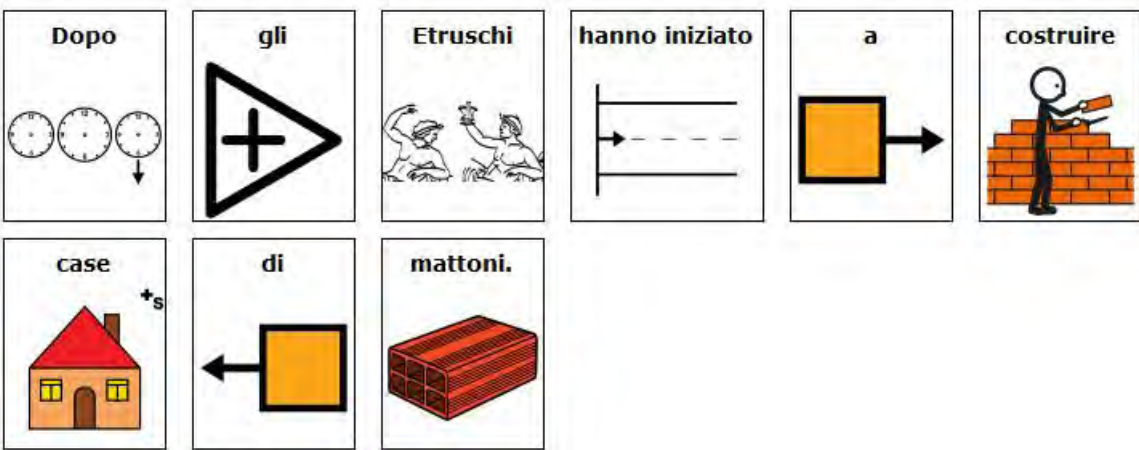 Dopo gli Etruschi hanno iniziato a costruire
case +s di mattoni.